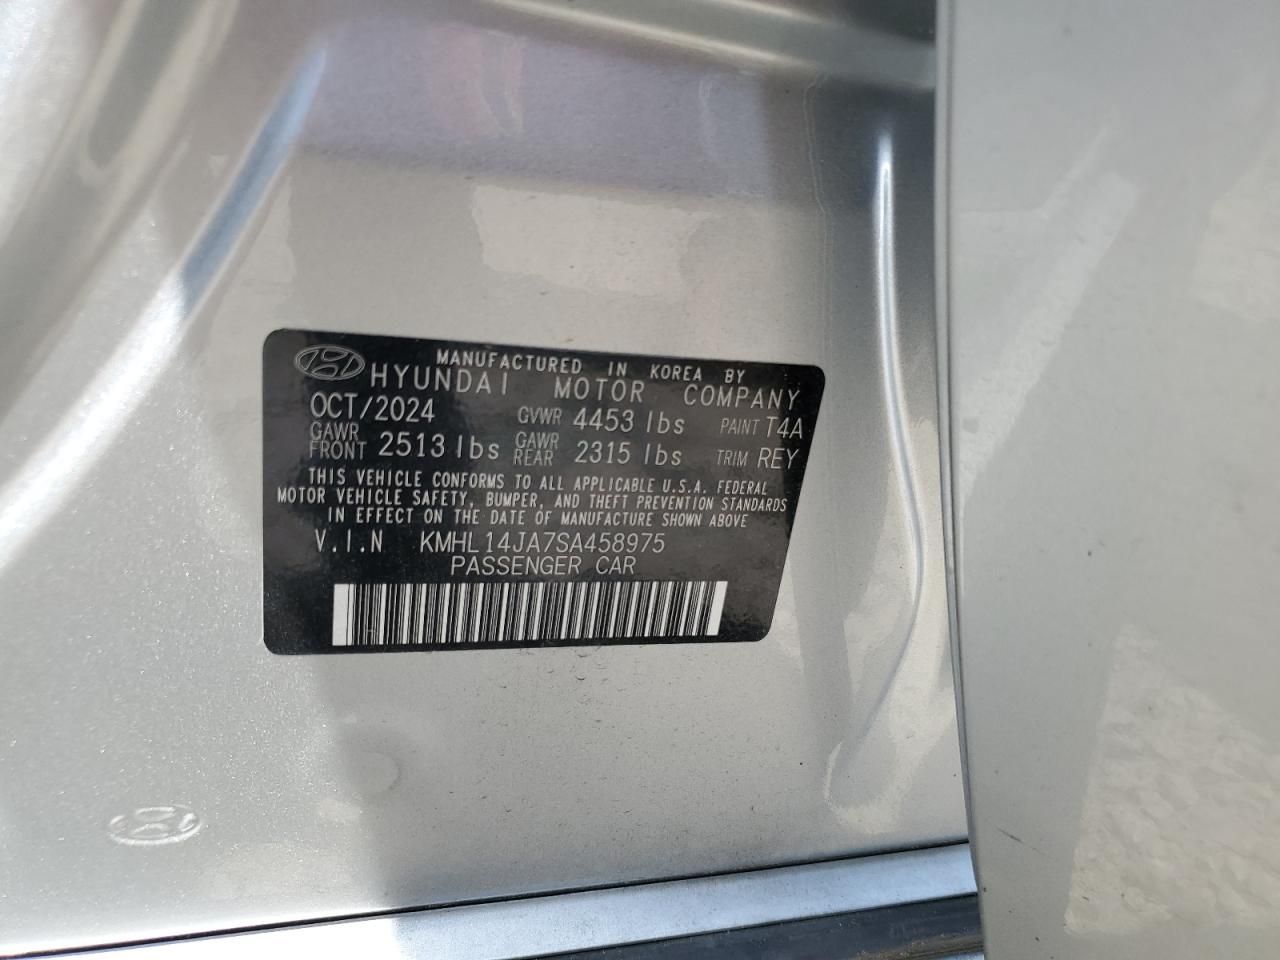 MANUFACTURED IN KOREA BY
HYUNDAI MOTOR COMPANY
OCT/2024 GVWR 4453 lbs PAINT T4A
GAWR FRONT 2513 lbs GAWR REAR 2315 lbs TRIM REY
THIS VEHICLE CONFORMS TO ALL APPLICABLE U.S.A. FEDERAL
MOTOR VEHICLE SAFETY, BUMPER, AND THEFT PREVENTION STANDARDS
IN EFFECT ON THE DATE OF MANUFACTURE SHOWN ABOVE
V.I.N KMHL14JA7SA458975
PASSENGER CAR